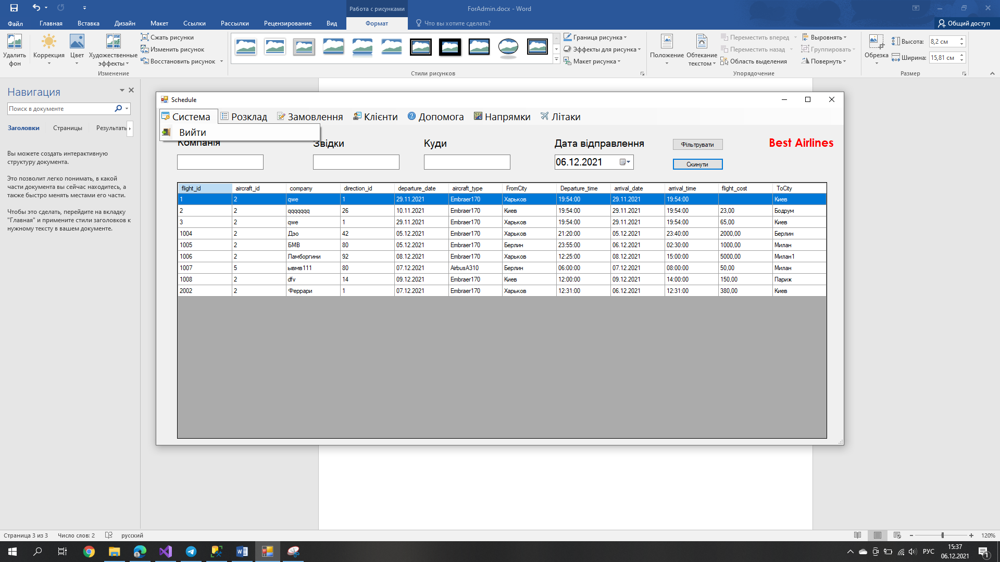 Работа с рисунками
ForAdmin.docx - Word
Файл Главная Вставка Дизайн Макет Ссылки Рассылки Рецензирование Вид Формат Что вы хотите сделать? Общий доступ
Удалить фон
Коррекция
Цвет
Художественные эффекты
Сжать рисунки
Изменить рисунок
Восстановить рисунок
Изменение
Стили рисунков
Граница рисунка
Эффекты для рисунка
Макет рисунка
Положение
Обтекание текстом
Переместить вперед
Переместить назад
Область выделения
Выровнять
Группировать
Повернуть
Упорядочение
Обрезка
Высота: 8,2 см
Ширина: 15,81 см
Размер
Навигация
Поиск в документе
Заголовки Страницы Результать
Вы можете создать интерактивную
структуру документа.
Это позволит легко понимать, в какой
части документа вы сейчас находитесь, а
также быстро менять местами его части.
Чтобы это сделать, перейдите на вкладку
"Главная" и примените стили заголовков к
нужному тексту в вашем документе.
Schedule
Система Розклад Замовлення Клієнти Допомога Напрямки Літаки
Вийти
Компанія Звідки Куди Дата відправлення Фільтрувати Best Airlines
06.12.2021 Скинути
flight_id aircraft_id company direction_id departure_date aircraft_type FromCity Departure_time arrival_date arrival_time flight_cost ToCity
1 2 qwe 1 29.11.2021 Embraer170 Харьков 19:54:00 29.11.2021 19:54:00 Киев
2 2 qqqqqqq 26 10.11.2021 Embraer170 Киев 19:54:00 29.11.2021 19:54:00 23,00 Бодрум
3 2 qwe 1 29.11.2021 Embraer170 Харьков 19:54:00 29.11.2021 19:54:00 65,00 Киев
1004 2 Дэо 42 05.12.2021 Embraer170 Харьков 21:20:00 05.12.2021 23:40:00 2000,00 Берлин
1005 2 БМВ 80 05.12.2021 Embraer170 Берлин 23:55:00 06.12.2021 02:30:00 1000,00 Милан
1006 2 Ламборгини 92 08.12.2021 Embraer170 Харьков 12:25:00 08.12.2021 15:00:00 5000,00 Милан1
1007 5 ывмв111 80 07.12.2021 AirbusA310 Берлин 06:00:00 07.12.2021 08:00:00 50,00 Милан
1008 2 dfv 14 09.12.2021 Embraer170 Киев 12:00:00 09.12.2021 14:00:00 150,00 Париж
2002 2 Феррари 1 07.12.2021 Embraer170 Харьков 12:31:00 06.12.2021 12:31:00 380,00 Киев
Страница 3 из 3 Число слов: 2 русский 120%
РУС
15:37
06.12.2021
1